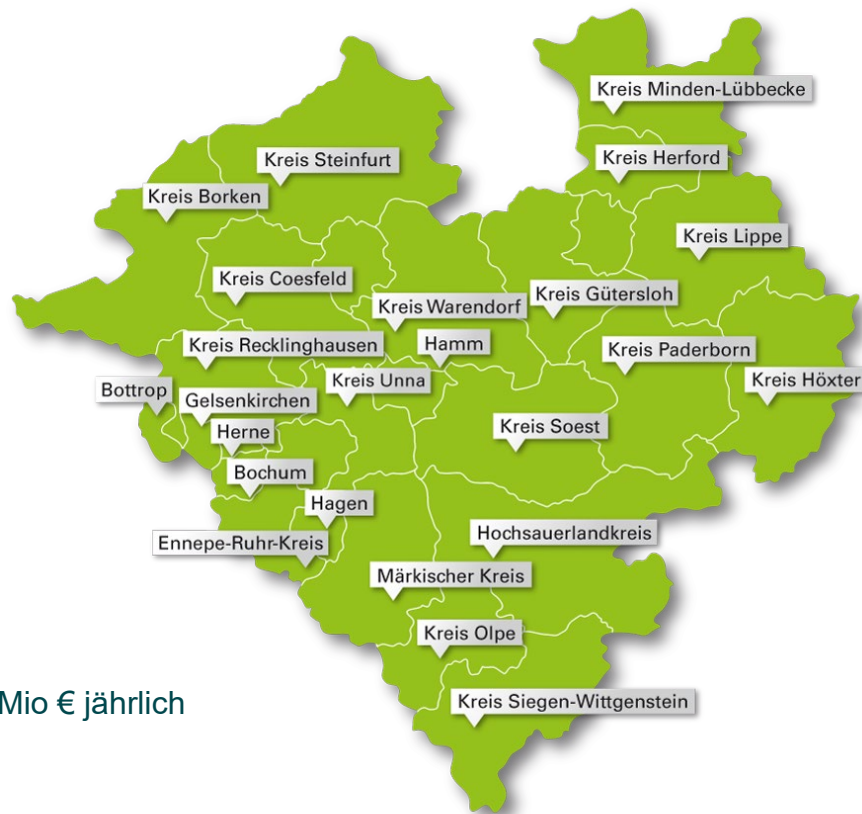 Kreis Minden-Lübbecke
Kreis Steinfurt
Kreis Herford
Kreis Borken
Kreis Lippe
Kreis Coesfeld
Kreis Warendorf
Kreis Gütersloh
Kreis Recklinghausen
Hamm
Kreis Paderborn
Bottrop
Kreis Unna
Kreis Höxter
Gelsenkirchen
Herne
Kreis Soest
Bochum
Hagen
Ennepe-Ruhr-Kreis
Hochsauerlandkreis
Märkischer Kreis
Kreis Olpe
Mio € jährlich
Kreis Siegen-Wittgenstein